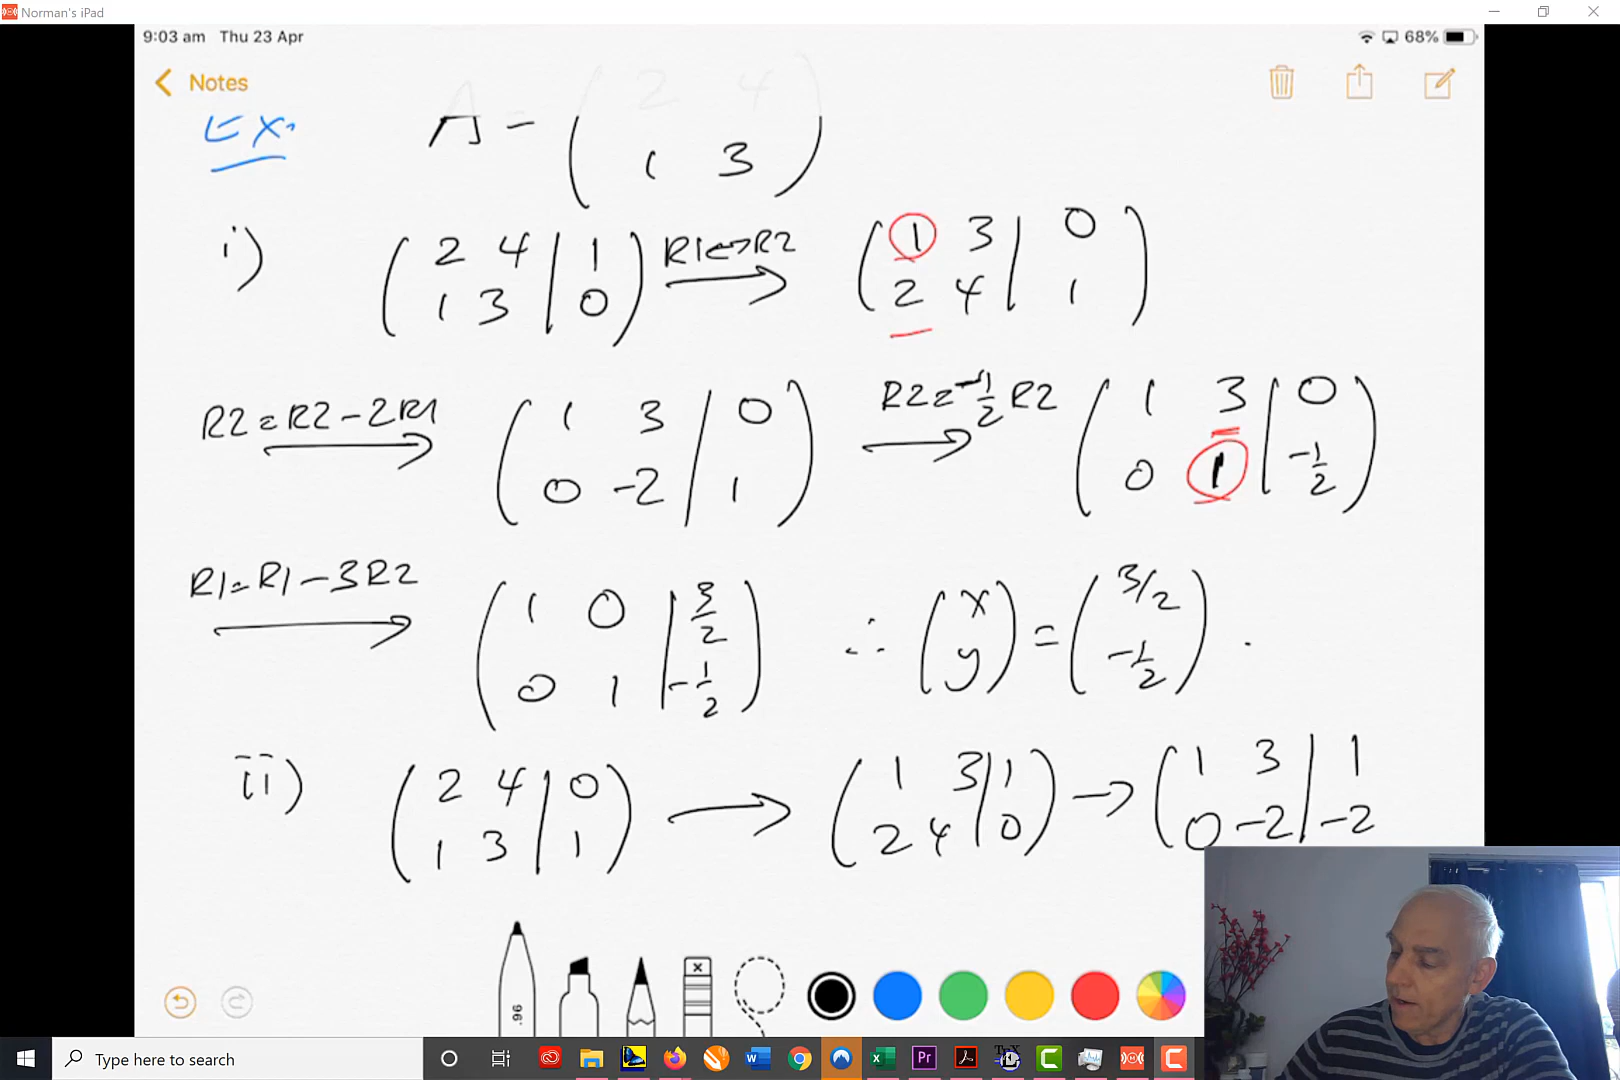 Norman's iPad
9:03 am Thu 23 Apr
68%
Notes
Ex.
A = ( 2 4
1 3 )
i) ( 2 4 | 1
1 3 | 0 ) R1<->R2 ( 1 3 | 0
2 4 | 1 )
R2=R2-2R1 ( 1 3 | 0
0 -2 | 1 ) R2=-1/2 R2 ( 1 3 | 0
0 1 | -1/2 )
R1=R1-3R2 ( 1 0 | 3/2
0 1 | -1/2 ) ∴ ( x
y ) = ( 3/2
-1/2 ) .
ii) ( 2 4 | 0
1 3 | 1 ) → ( 1 3 | 1
2 4 | 0 ) → ( 1 3 | 1
0 -2 | -2
.96
Type here to search